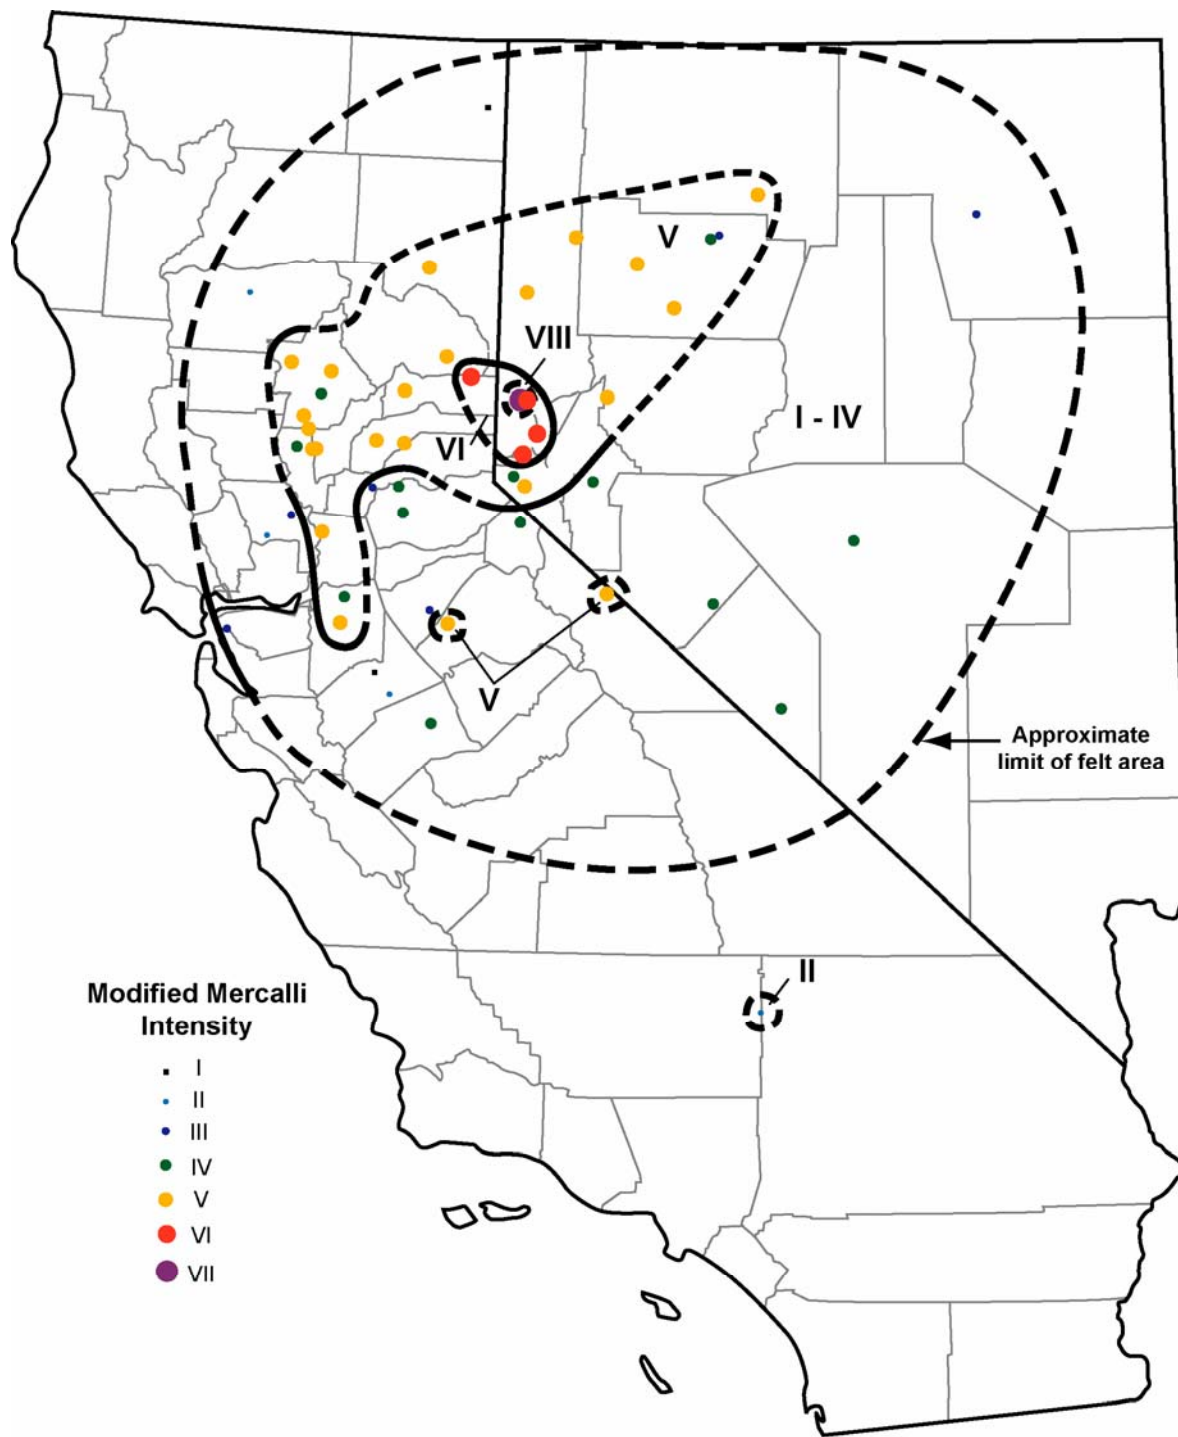 V
VIII
I - IV
VI
V
Approximate
limit of felt area
II
Modified Mercalli
Intensity
I
II
III
IV
V
VI
VII